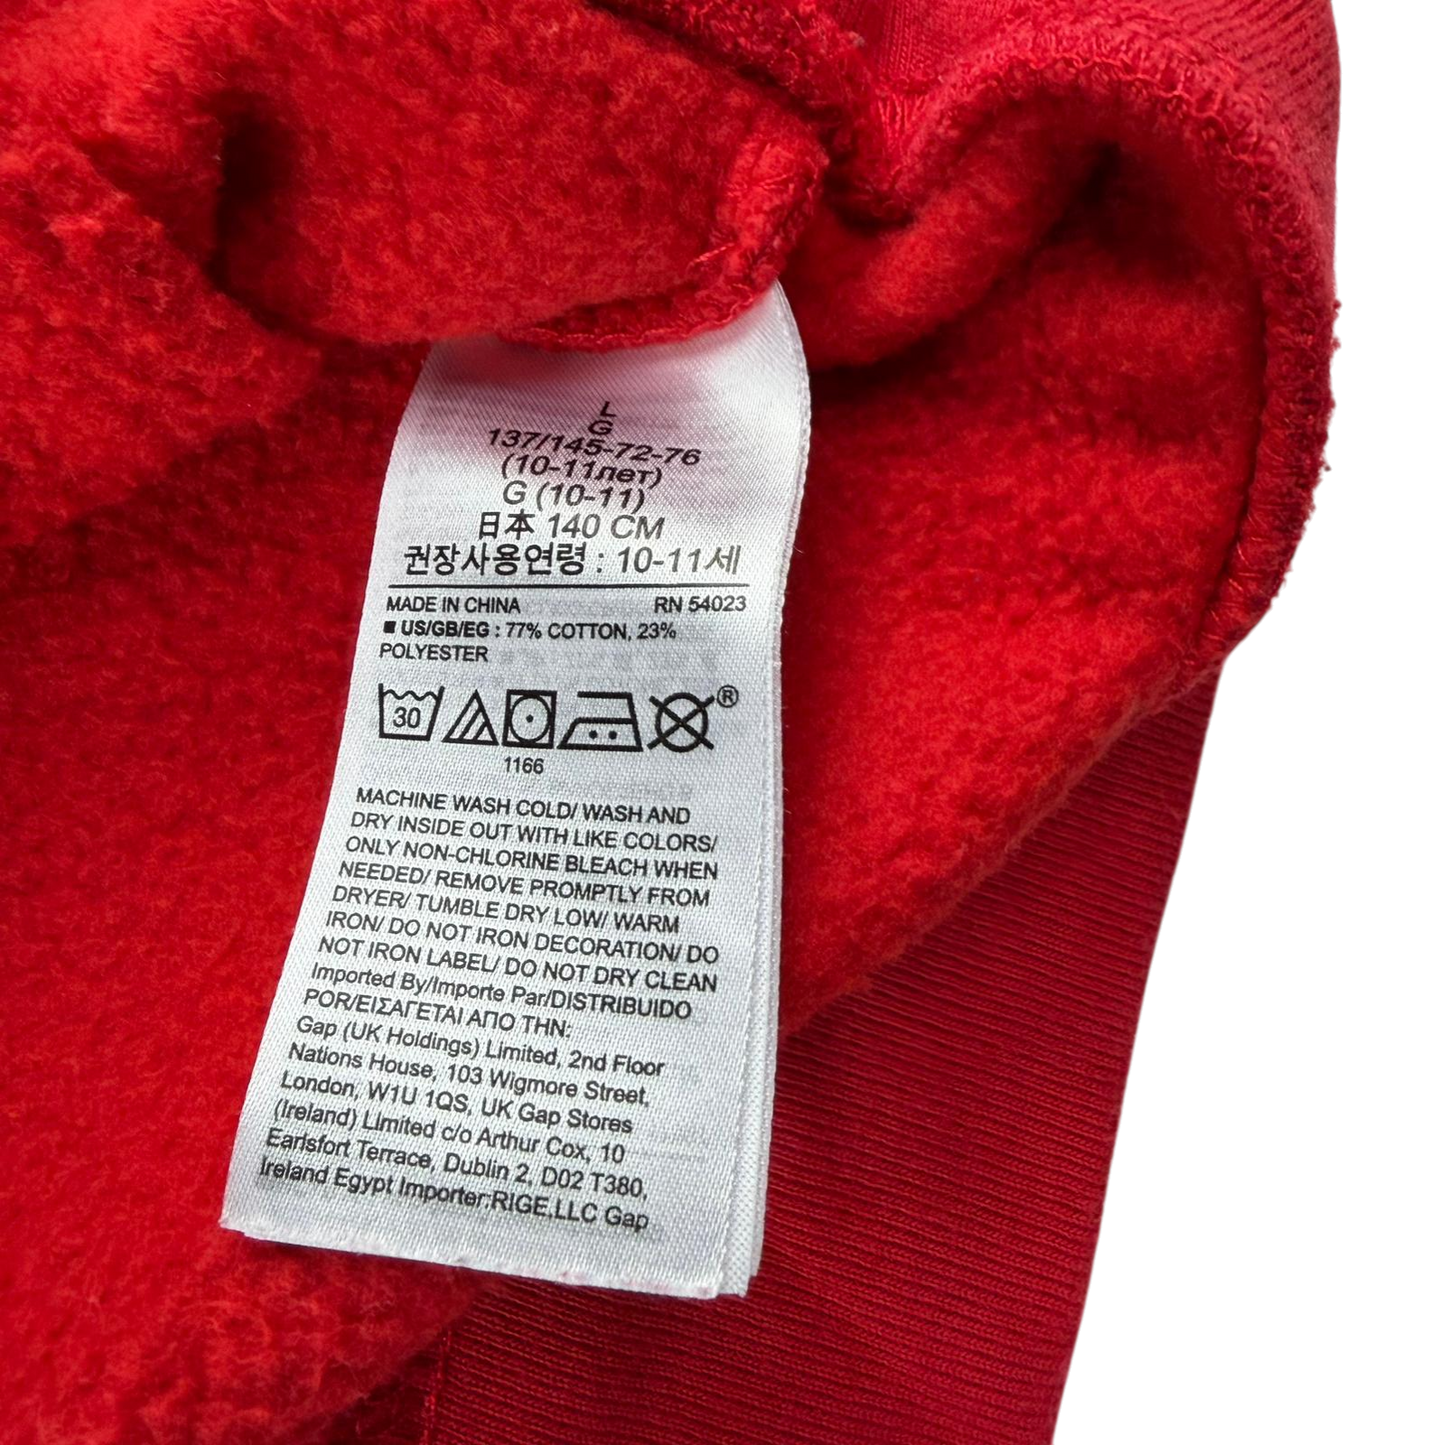 L
G
137/145-72-76
(10-11лет)
G (10-11)
日本 140 CM
권장사용연령 : 10-11세
MADE IN CHINA RN 54023
■ US/GB/EG : 77% COTTON, 23%
POLYESTER
30 ®
1166
MACHINE WASH COLD/ WASH AND
DRY INSIDE OUT WITH LIKE COLORS/
ONLY NON-CHLORINE BLEACH WHEN
NEEDED/ REMOVE PROMPTLY FROM
DRYER/ TUMBLE DRY LOW/ WARM
IRON/ DO NOT IRON DECORATION/ DO
NOT IRON LABEL/ DO NOT DRY CLEAN
Imported By/Importe Par/DISTRIBUIDO
POR/ΕΙΣΑΓΕΤΑΙ ΑΠΟ ΤΗΝ:
Gap (UK Holdings) Limited, 2nd Floor
Nations House, 103 Wigmore Street,
London, W1U 1QS, UK Gap Stores
(Ireland) Limited c/o Arthur Cox, 10
Earlsfort Terrace, Dublin 2, D02 T380,
Ireland Egypt Importer:RIGE,LLC Gap